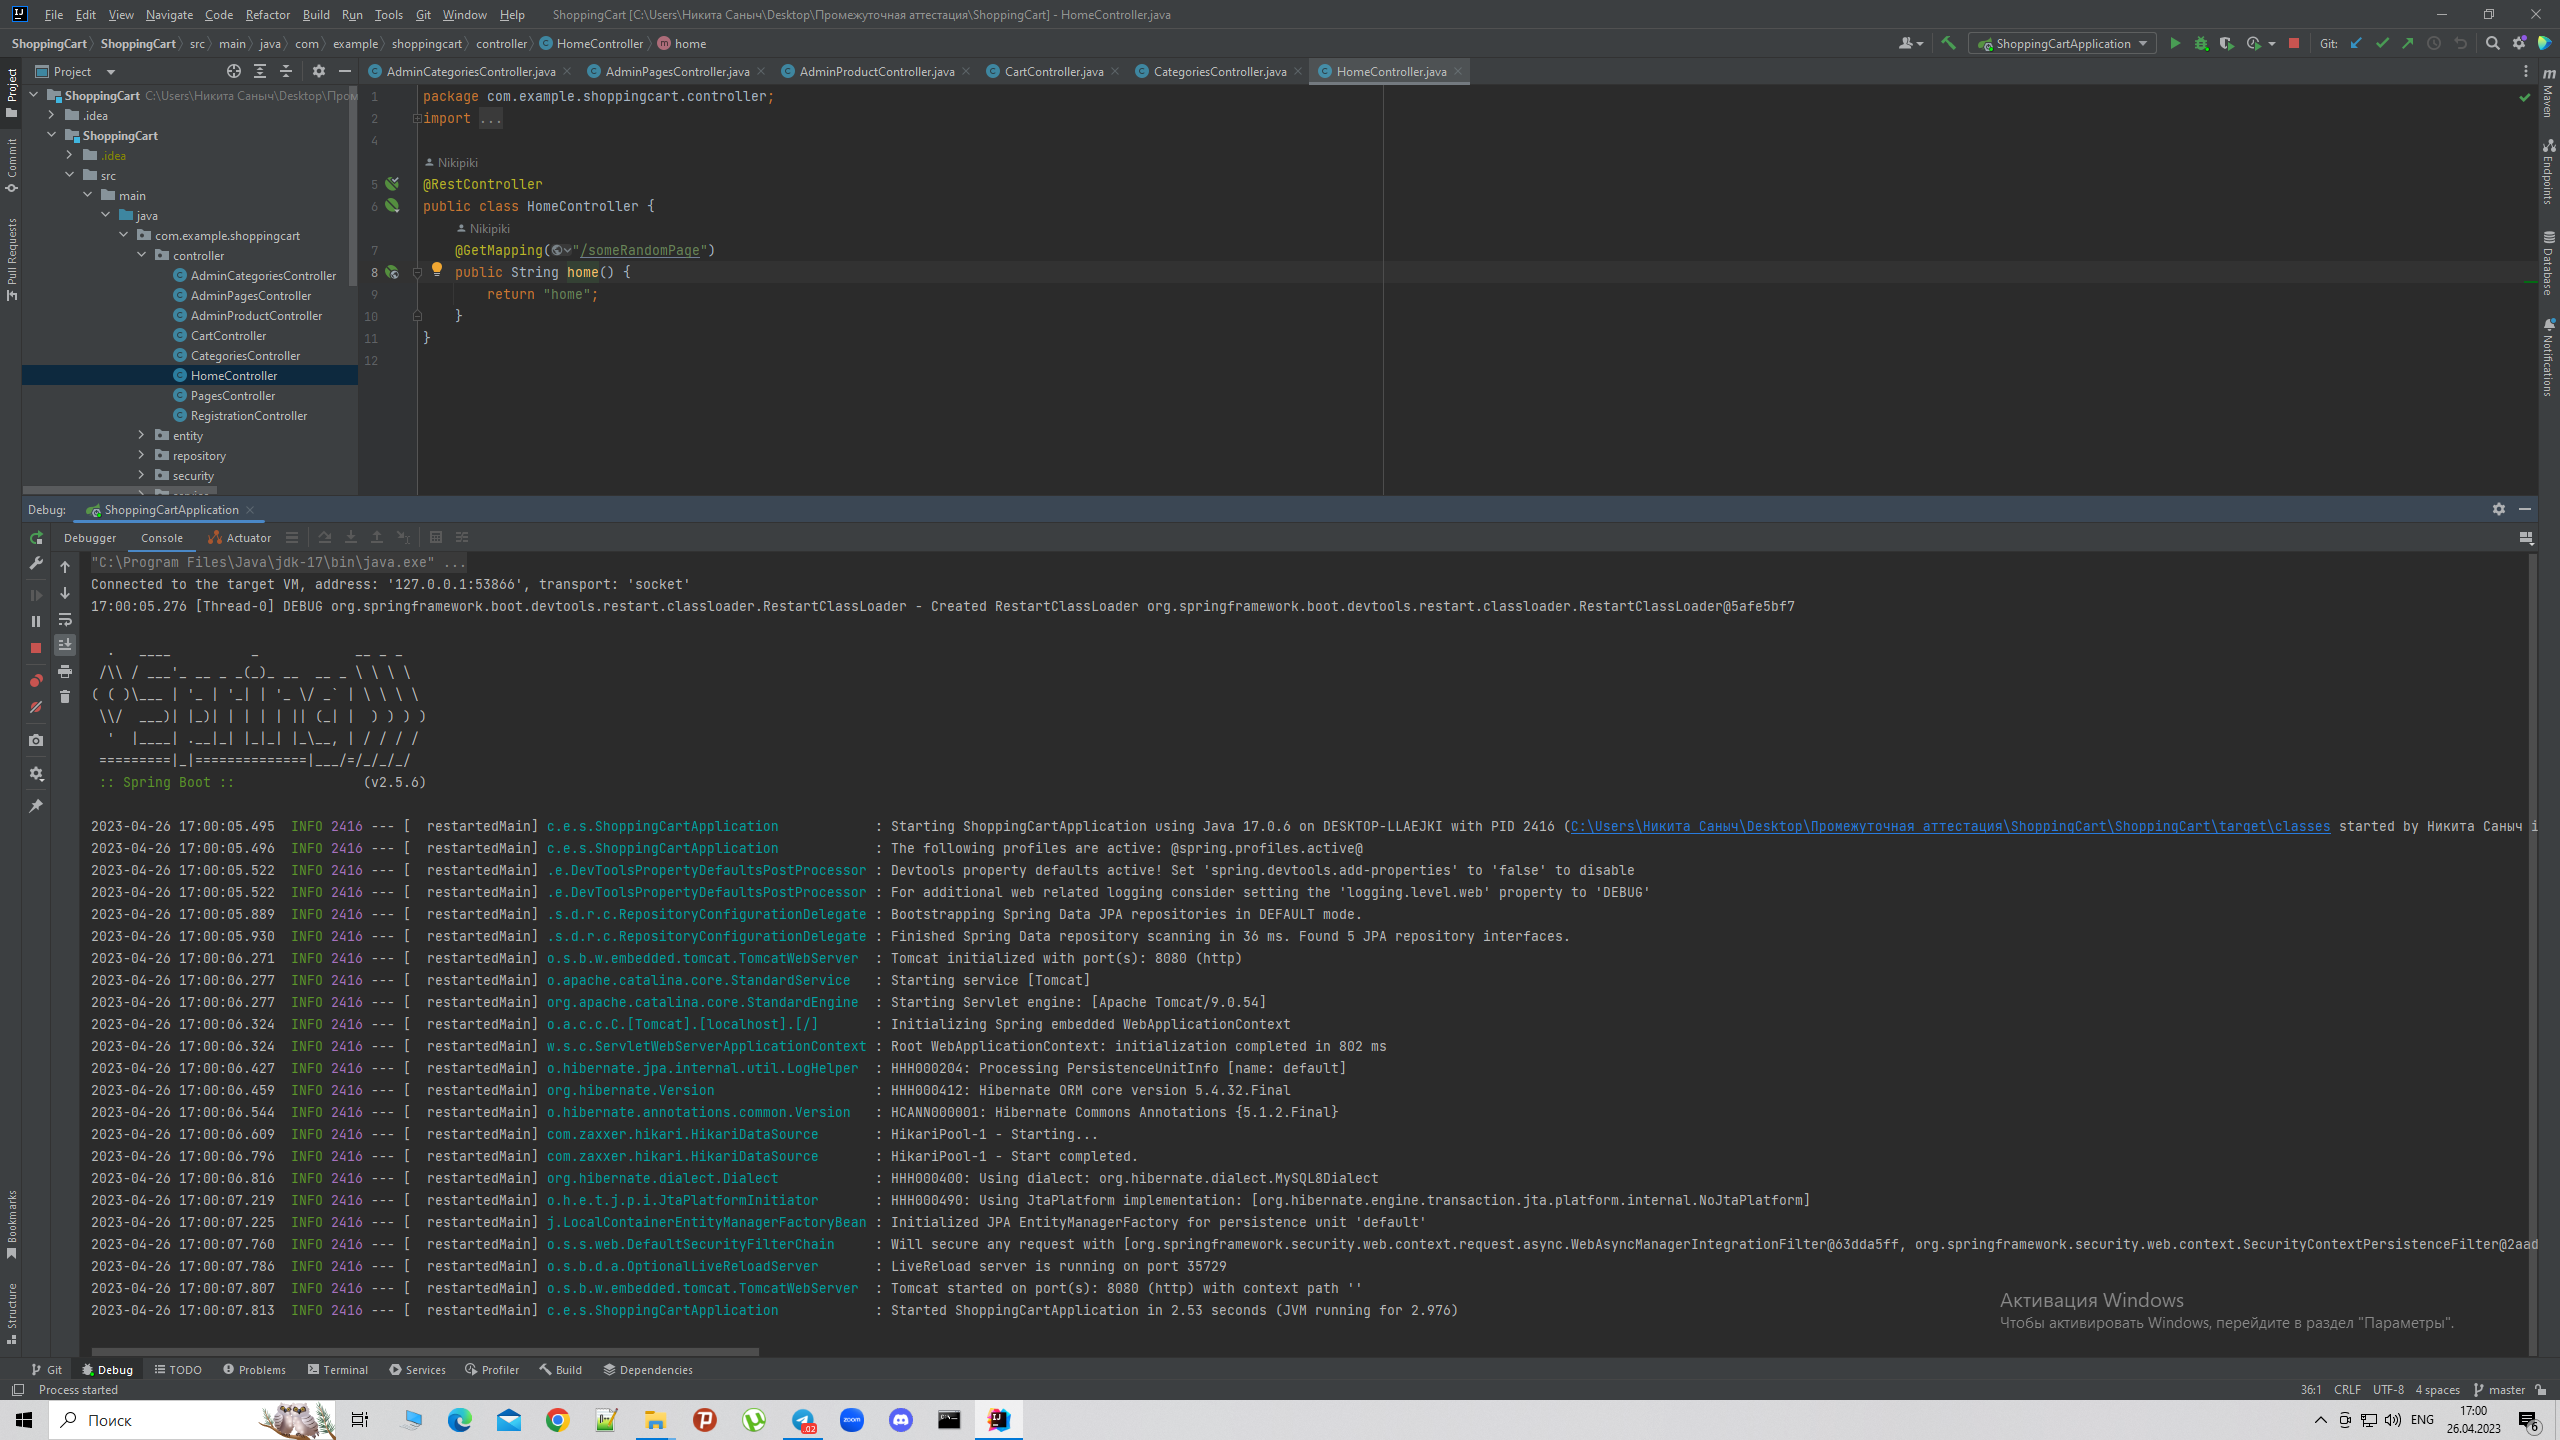 File Edit View Navigate Code Refactor Build Run Tools Git Window Help ShoppingCart [C:\Users\Никита Саныч\Desktop\Промежуточная аттестация\ShoppingCart] - HomeController.java
ShoppingCart ShoppingCart src main java com example shoppingcart controller HomeController home ShoppingCartApplication Git:
Project AdminCategoriesController.java AdminPagesController.java AdminProductController.java CartController.java CategoriesController.java HomeController.java
ShoppingCart C:\Users\Никита Саныч\Desktop\Пром
.idea
ShoppingCart
.idea
src
main
java
com.example.shoppingcart
controller
AdminCategoriesController
AdminPagesController
AdminProductController
CartController
CategoriesController
HomeController
PagesController
RegistrationController
entity
repository
security
Project
Commit
Pull Requests
Bookmarks
Structure
Maven
Endpoints
Database
Notifications
1 package com.example.shoppingcart.controller;
2 import ...
4
Nikipiki
5 @RestController
6 public class HomeController {
Nikipiki
7 @GetMapping("/someRandomPage")
8 public String home() {
9 return "home";
10 }
11 }
12
Debug: ShoppingCartApplication
Debugger Console Actuator
"C:\Program Files\Java\jdk-17\bin\java.exe" ...
Connected to the target VM, address: '127.0.0.1:53866', transport: 'socket'
17:00:05.276 [Thread-0] DEBUG org.springframework.boot.devtools.restart.classloader.RestartClassLoader - Created RestartClassLoader org.springframework.boot.devtools.restart.classloader.RestartClassLoader@5afe5bf7
  .   ____          _            __ _ _
 /\\ / ___'_ __ _ _(_)_ __  __ _ \ \ \ \
( ( )\___ | '_ | '_| | '_ \/ _` | \ \ \ \
 \\/  ___)| |_)| | | | | || (_| |  ) ) ) )
  '  |____| .__|_| |_|_| |_\__, | / / / /
 =========|_|==============|___/=/_/_/_/
 :: Spring Boot ::                (v2.5.6)
2023-04-26 17:00:05.495  INFO 2416 --- [  restartedMain] c.e.s.ShoppingCartApplication            : Starting ShoppingCartApplication using Java 17.0.6 on DESKTOP-LLAEJKI with PID 2416 (C:\Users\Никита Саныч\Desktop\Промежуточная аттестация\ShoppingCart\ShoppingCart\target\classes started by Никита Саныч i
2023-04-26 17:00:05.496  INFO 2416 --- [  restartedMain] c.e.s.ShoppingCartApplication            : The following profiles are active: @spring.profiles.active@
2023-04-26 17:00:05.522  INFO 2416 --- [  restartedMain] .e.DevToolsPropertyDefaultsPostProcessor : Devtools property defaults active! Set 'spring.devtools.add-properties' to 'false' to disable
2023-04-26 17:00:05.522  INFO 2416 --- [  restartedMain] .e.DevToolsPropertyDefaultsPostProcessor : For additional web related logging consider setting the 'logging.level.web' property to 'DEBUG'
2023-04-26 17:00:05.889  INFO 2416 --- [  restartedMain] .s.d.r.c.RepositoryConfigurationDelegate : Bootstrapping Spring Data JPA repositories in DEFAULT mode.
2023-04-26 17:00:05.930  INFO 2416 --- [  restartedMain] .s.d.r.c.RepositoryConfigurationDelegate : Finished Spring Data repository scanning in 36 ms. Found 5 JPA repository interfaces.
2023-04-26 17:00:06.271  INFO 2416 --- [  restartedMain] o.s.b.w.embedded.tomcat.TomcatWebServer  : Tomcat initialized with port(s): 8080 (http)
2023-04-26 17:00:06.277  INFO 2416 --- [  restartedMain] o.apache.catalina.core.StandardService   : Starting service [Tomcat]
2023-04-26 17:00:06.277  INFO 2416 --- [  restartedMain] org.apache.catalina.core.StandardEngine  : Starting Servlet engine: [Apache Tomcat/9.0.54]
2023-04-26 17:00:06.324  INFO 2416 --- [  restartedMain] o.a.c.c.C.[Tomcat].[localhost].[/]       : Initializing Spring embedded WebApplicationContext
2023-04-26 17:00:06.324  INFO 2416 --- [  restartedMain] w.s.c.ServletWebServerApplicationContext : Root WebApplicationContext: initialization completed in 802 ms
2023-04-26 17:00:06.427  INFO 2416 --- [  restartedMain] o.hibernate.jpa.internal.util.LogHelper  : HHH000204: Processing PersistenceUnitInfo [name: default]
2023-04-26 17:00:06.459  INFO 2416 --- [  restartedMain] org.hibernate.Version                    : HHH000412: Hibernate ORM core version 5.4.32.Final
2023-04-26 17:00:06.544  INFO 2416 --- [  restartedMain] o.hibernate.annotations.common.Version   : HCANN000001: Hibernate Commons Annotations {5.1.2.Final}
2023-04-26 17:00:06.609  INFO 2416 --- [  restartedMain] com.zaxxer.hikari.HikariDataSource       : HikariPool-1 - Starting...
2023-04-26 17:00:06.796  INFO 2416 --- [  restartedMain] com.zaxxer.hikari.HikariDataSource       : HikariPool-1 - Start completed.
2023-04-26 17:00:06.816  INFO 2416 --- [  restartedMain] org.hibernate.dialect.Dialect            : HHH000400: Using dialect: org.hibernate.dialect.MySQL8Dialect
2023-04-26 17:00:07.219  INFO 2416 --- [  restartedMain] o.h.e.t.j.p.i.JtaPlatformInitiator       : HHH000490: Using JtaPlatform implementation: [org.hibernate.engine.transaction.jta.platform.internal.NoJtaPlatform]
2023-04-26 17:00:07.225  INFO 2416 --- [  restartedMain] j.LocalContainerEntityManagerFactoryBean : Initialized JPA EntityManagerFactory for persistence unit 'default'
2023-04-26 17:00:07.760  INFO 2416 --- [  restartedMain] o.s.s.web.DefaultSecurityFilterChain     : Will secure any request with [org.springframework.security.web.context.request.async.WebAsyncManagerIntegrationFilter@63dda5ff, org.springframework.security.web.context.SecurityContextPersistenceFilter@2aad
2023-04-26 17:00:07.786  INFO 2416 --- [  restartedMain] o.s.b.d.a.OptionalLiveReloadServer       : LiveReload server is running on port 35729
2023-04-26 17:00:07.807  INFO 2416 --- [  restartedMain] o.s.b.w.embedded.tomcat.TomcatWebServer  : Tomcat started on port(s): 8080 (http) with context path ''
2023-04-26 17:00:07.813  INFO 2416 --- [  restartedMain] c.e.s.ShoppingCartApplication            : Started ShoppingCartApplication in 2.53 seconds (JVM running for 2.976)
Активация Windows
Чтобы активировать Windows, перейдите в раздел "Параметры".
Git Debug TODO Problems Terminal Services Profiler Build Dependencies
Process started 36:1 CRLF UTF-8 4 spaces master
Поиск zoom ENG 17:00
26.04.2023 6